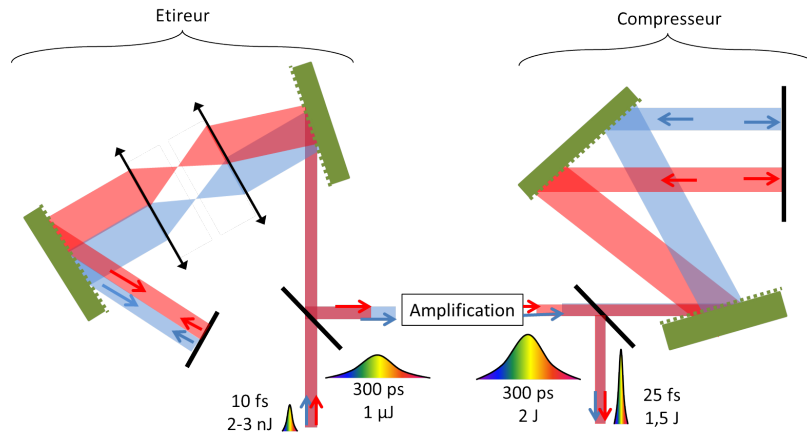 Etireur
Compresseur
Amplification
10 fs
2-3 nJ
300 ps
1 µJ
300 ps
2 J
25 fs
1,5 J